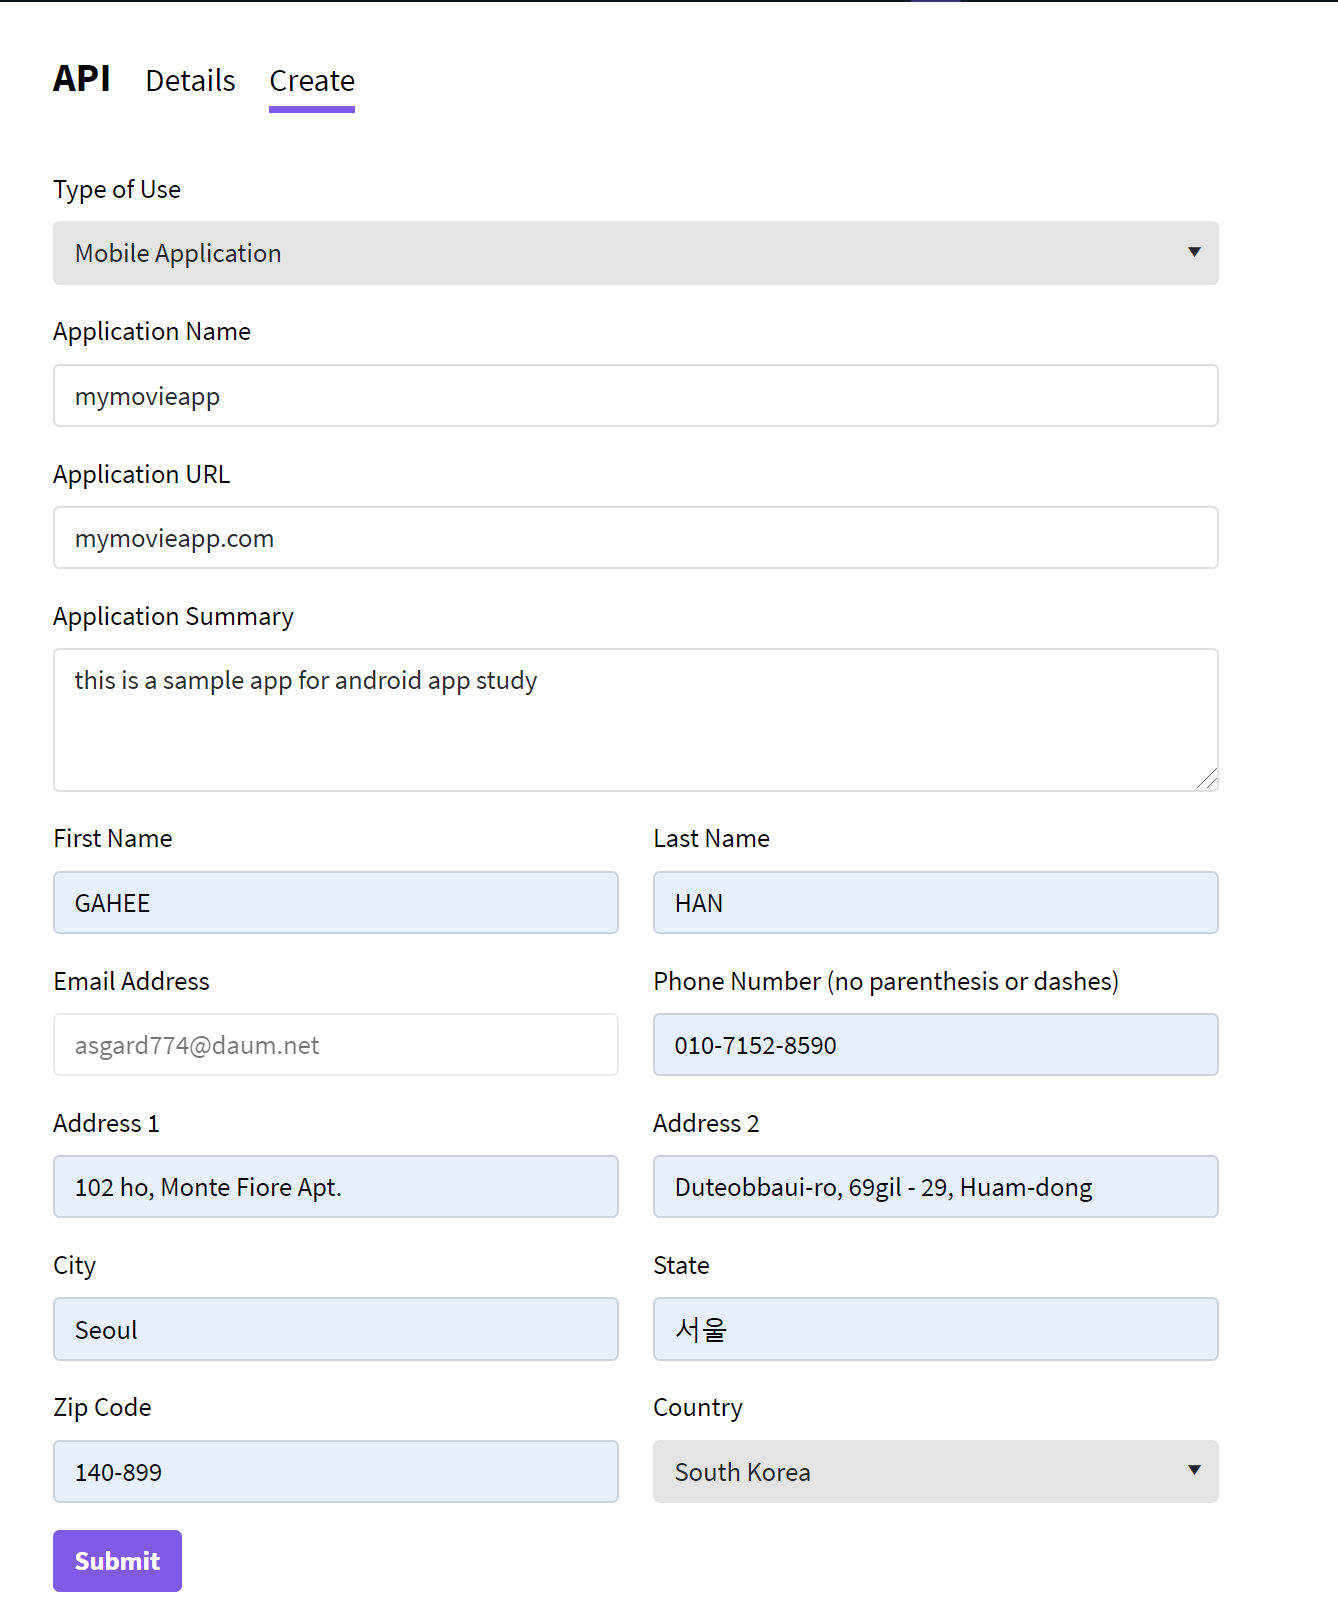 API Details Create
Type of Use
Mobile Application
Application Name
mymovieapp
Application URL
mymovieapp.com
Application Summary
this is a sample app for android app study
First Name
GAHEE
Last Name
HAN
Email Address
asgard774@daum.net
Phone Number (no parenthesis or dashes)
010-7152-8590
Address 1
102 ho, Monte Fiore Apt.
Address 2
Duteobbaui-ro, 69gil - 29, Huam-dong
City
Seoul
State
서울
Zip Code
140-899
Country
South Korea
Submit